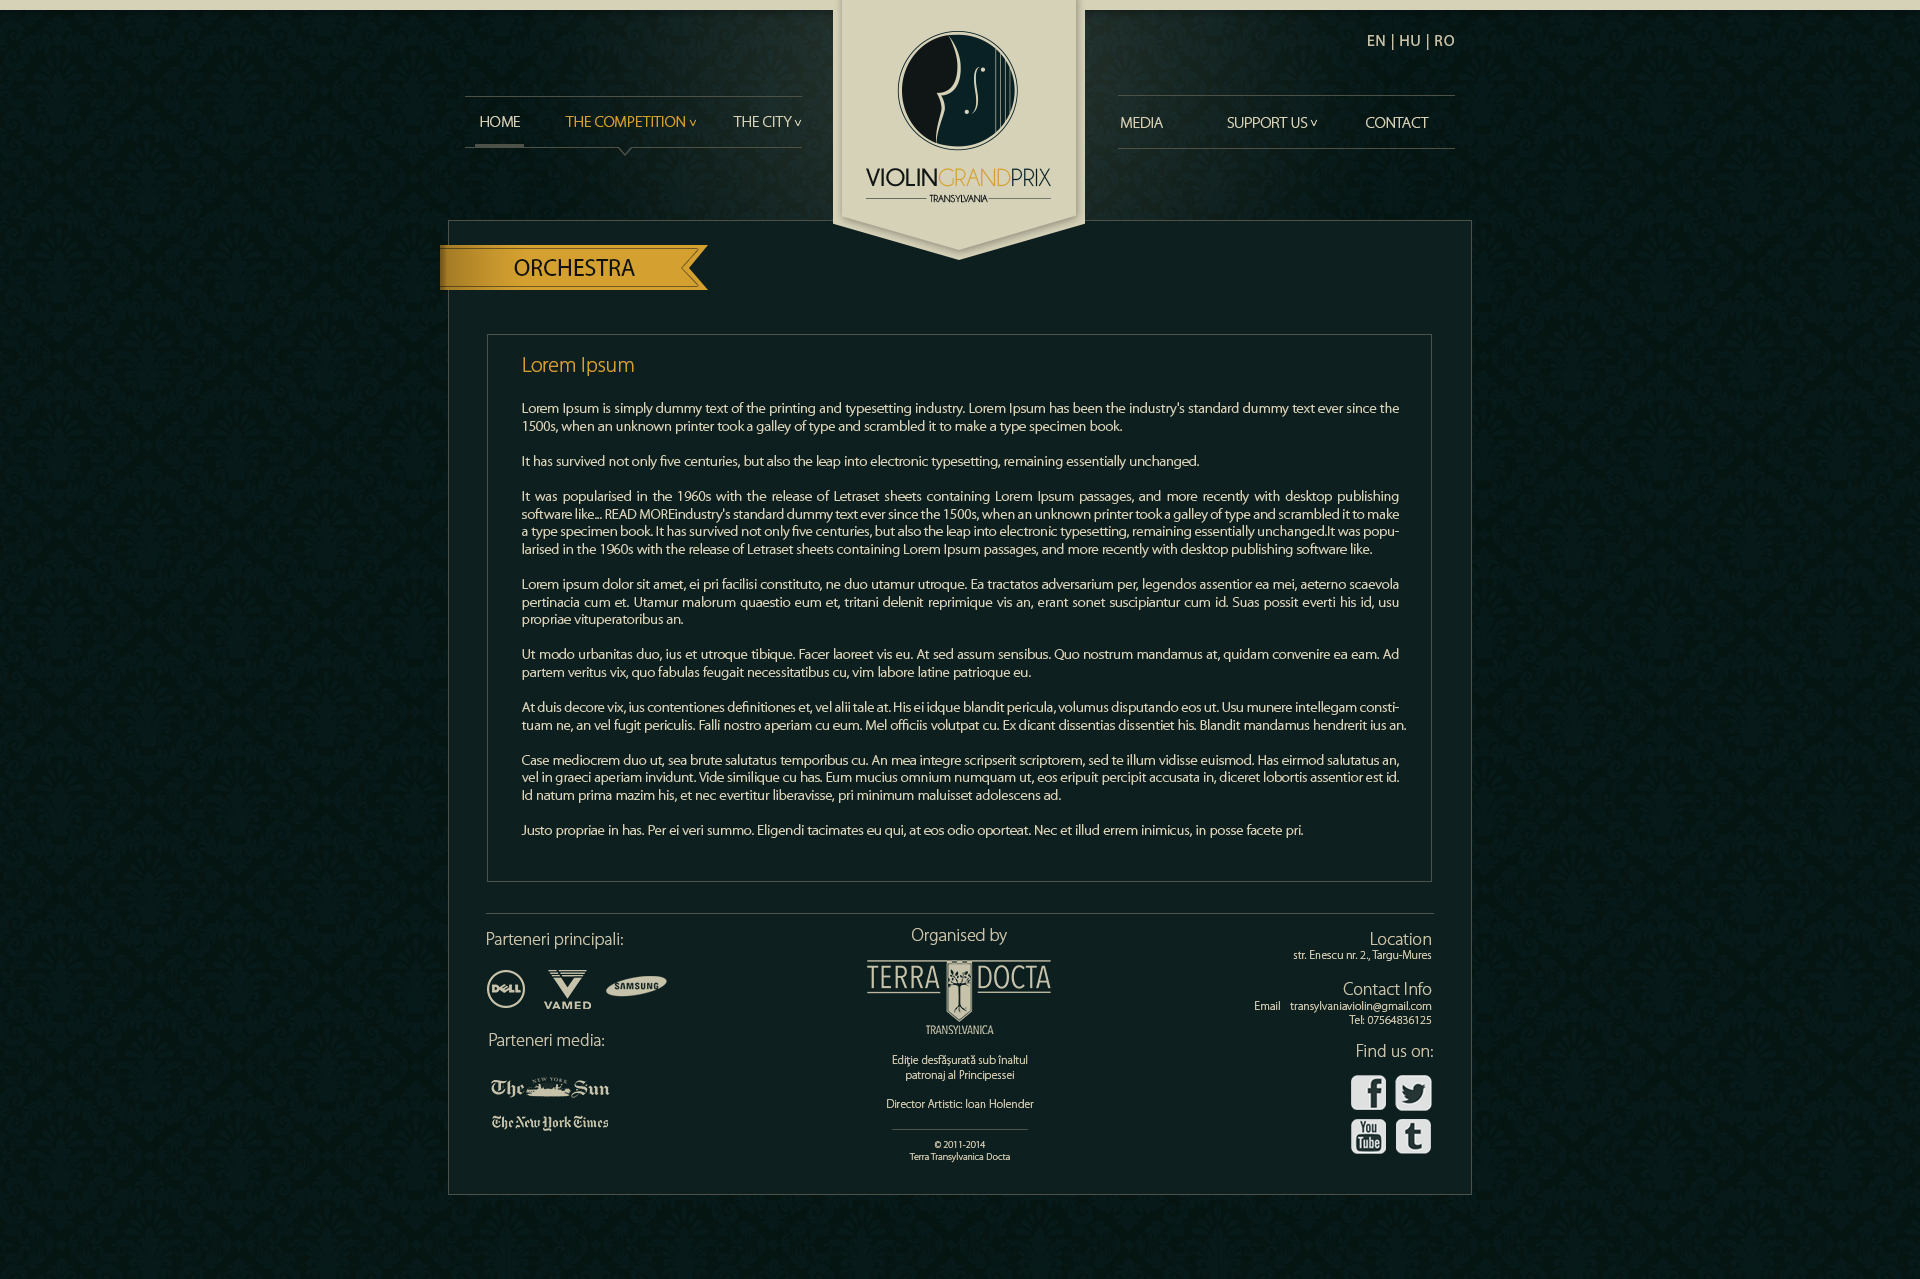 EN | HU | RO
HOME THE COMPETITION v THE CITY v
MEDIA SUPPORT US v CONTACT
VIOLINGRANDPRIX
TRANSYLVANIA
ORCHESTRA
Lorem Ipsum
Lorem Ipsum is simply dummy text of the printing and typesetting industry. Lorem Ipsum has been the industry's standard dummy text ever since the
1500s, when an unknown printer took a galley of type and scrambled it to make a type specimen book.
It has survived not only five centuries, but also the leap into electronic typesetting, remaining essentially unchanged.
It was popularised in the 1960s with the release of Letraset sheets containing Lorem Ipsum passages, and more recently with desktop publishing
software like... READ MOREindustry's standard dummy text ever since the 1500s, when an unknown printer took a galley of type and scrambled it to make
a type specimen book. It has survived not only five centuries, but also the leap into electronic typesetting, remaining essentially unchanged.It was popu-
larised in the 1960s with the release of Letraset sheets containing Lorem Ipsum passages, and more recently with desktop publishing software like.
Lorem ipsum dolor sit amet, ei pri facilisi constituto, ne duo utamur utroque. Ea tractatos adversarium per, legendos assentior ea mei, aeterno scaevola
pertinacia cum et. Utamur malorum quaestio eum et, tritani delenit reprimique vis an, erant sonet suscipiantur cum id. Suas possit everti his id, usu
propriae vituperatoribus an.
Ut modo urbanitas duo, ius et utroque tibique. Facer laoreet vis eu. At sed assum sensibus. Quo nostrum mandamus at, quidam convenire ea eam. Ad
partem veritus vix, quo fabulas feugait necessitatibus cu, vim labore latine patrioque eu.
At duis decore vix, ius contentiones definitiones et, vel alii tale at. His ei idque blandit pericula, volumus disputando eos ut. Usu munere intellegam consti-
tuam ne, an vel fugit periculis. Falli nostro aperiam cu eum. Mel officiis volutpat cu. Ex dicant dissentias dissentiet his. Blandit mandamus hendrerit ius an.
Case mediocrem duo ut, sea brute salutatus temporibus cu. An mea integre scripserit scriptorem, sed te illum vidisse euismod. Has eirmod salutatus an,
vel in graeci aperiam invidunt. Vide similique cu has. Eum mucius omnium numquam ut, eos eripuit percipit accusata in, diceret lobortis assentior est id.
Id natum prima mazim his, et nec evertitur liberavisse, pri minimum maluisset adolescens ad.
Justo propriae in has. Per ei veri summo. Eligendi tacimates eu qui, at eos odio oporteat. Nec et illud errem inimicus, in posse facete pri.
Parteneri principali:
DELL VAMED SAMSUNG
Parteneri media:
The NEW YORK Sun
The New York Times
Organised by
TERRA DOCTA
TRANSYLVANICA
Ediţie desfăşurată sub înaltul
patronaj al Principessei
Director Artistic: Ioan Holender
© 2011-2014
Terra Transylvanica Docta
Location
str. Enescu nr. 2., Targu-Mures
Contact Info
Email transylvaniaviolin@gmail.com
Tel: 07564836125
Find us on:
f
You
Tube t